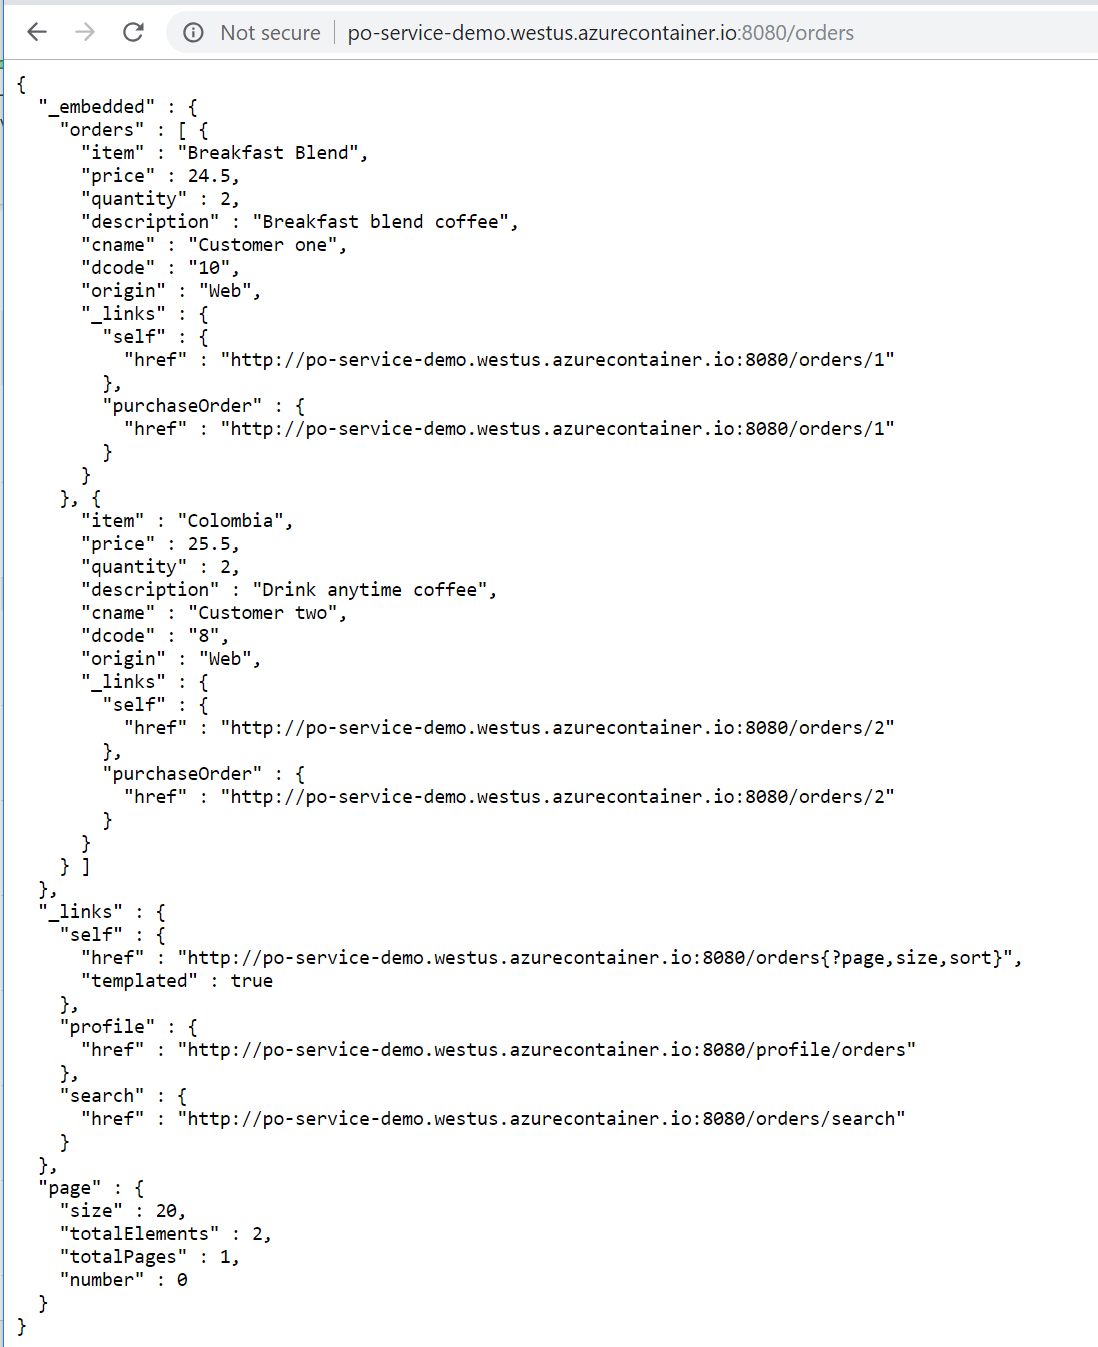 Not secure | po-service-demo.westus.azurecontainer.io:8080/orders
{
  "_embedded" : {
    "orders" : [ {
      "item" : "Breakfast Blend",
      "price" : 24.5,
      "quantity" : 2,
      "description" : "Breakfast blend coffee",
      "cname" : "Customer one",
      "dcode" : "10",
      "origin" : "Web",
      "_links" : {
        "self" : {
          "href" : "http://po-service-demo.westus.azurecontainer.io:8080/orders/1"
        },
        "purchaseOrder" : {
          "href" : "http://po-service-demo.westus.azurecontainer.io:8080/orders/1"
        }
      }
    }, {
      "item" : "Colombia",
      "price" : 25.5,
      "quantity" : 2,
      "description" : "Drink anytime coffee",
      "cname" : "Customer two",
      "dcode" : "8",
      "origin" : "Web",
      "_links" : {
        "self" : {
          "href" : "http://po-service-demo.westus.azurecontainer.io:8080/orders/2"
        },
        "purchaseOrder" : {
          "href" : "http://po-service-demo.westus.azurecontainer.io:8080/orders/2"
        }
      }
    } ]
  },
  "_links" : {
    "self" : {
      "href" : "http://po-service-demo.westus.azurecontainer.io:8080/orders{?page,size,sort}",
      "templated" : true
    },
    "profile" : {
      "href" : "http://po-service-demo.westus.azurecontainer.io:8080/profile/orders"
    },
    "search" : {
      "href" : "http://po-service-demo.westus.azurecontainer.io:8080/orders/search"
    }
  },
  "page" : {
    "size" : 20,
    "totalElements" : 2,
    "totalPages" : 1,
    "number" : 0
  }
}